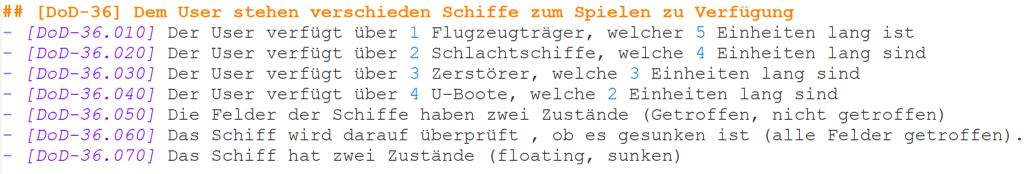 ## [DoD-36] Dem User stehen verschieden Schiffe zum Spielen zu Verfügung
- [DoD-36.010] Der User verfügt über 1 Flugzeugträger, welcher 5 Einheiten lang ist
- [DoD-36.020] Der User verfügt über 2 Schlachtschiffe, welche 4 Einheiten lang sind
- [DoD-36.030] Der User verfügt über 3 Zerstörer, welche 3 Einheiten lang sind
- [DoD-36.040] Der User verfügt über 4 U-Boote, welche 2 Einheiten lang sind
- [DoD-36.050] Die Felder der Schiffe haben zwei Zustände (Getroffen, nicht getroffen)
- [DoD-36.060] Das Schiff wird darauf überprüft , ob es gesunken ist (alle Felder getroffen).
- [DoD-36.070] Das Schiff hat zwei Zustände (floating, sunken)